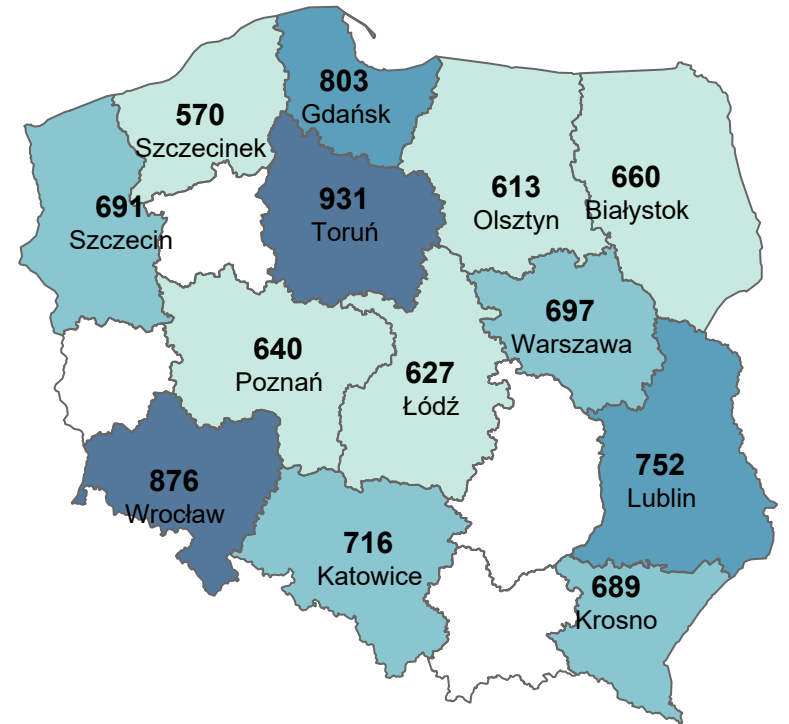 803
Gdańsk
570
Szczecinek
931
Toruń
613
Olsztyn
660
Białystok
691
Szczecin
697
Warszawa
640
Poznań
627
Łódź
876
Wrocław
752
Lublin
716
Katowice
689
Krosno